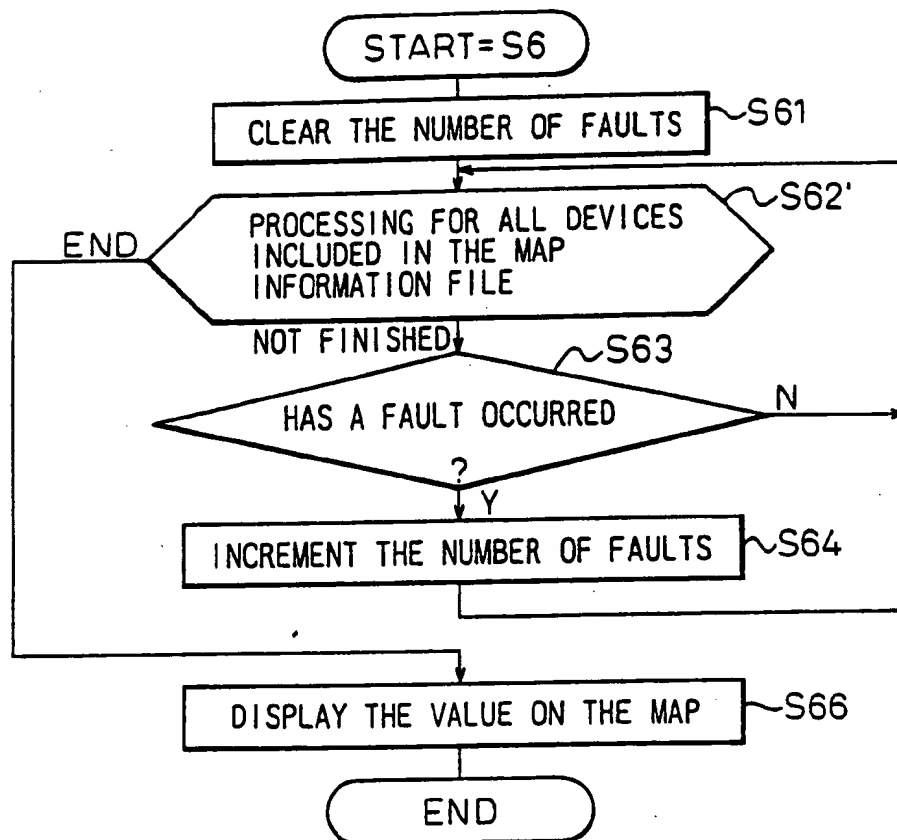 START=S6
CLEAR THE NUMBER OF FAULTS
S61
PROCESSING FOR ALL DEVICES
INCLUDED IN THE MAP
INFORMATION FILE
S62'
END
NOT FINISHED
S63
HAS A FAULT OCCURRED
?
N
Y
INCREMENT THE NUMBER OF FAULTS
S64
DISPLAY THE VALUE ON THE MAP
S66
END